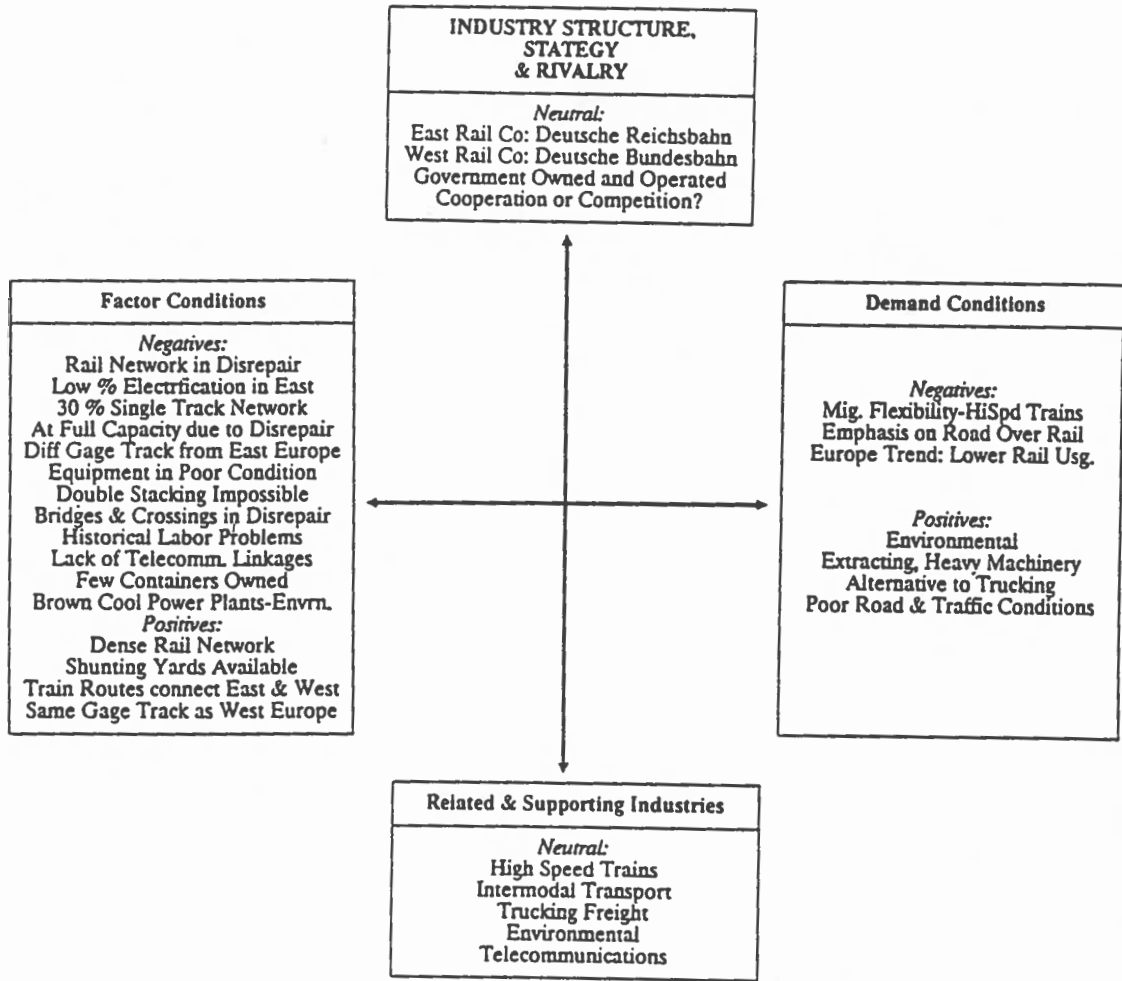 INDUSTRY STRUCTURE,
STATEGY
& RIVALRY
Neutral:
East Rail Co: Deutsche Reichsbahn
West Rail Co: Deutsche Bundesbahn
Government Owned and Operated
Cooperation or Competition?
Factor Conditions
Negatives:
Rail Network in Disrepair
Low % Electrfication in East
30 % Single Track Network
At Full Capacity due to Disrepair
Diff Gage Track from East Europe
Equipment in Poor Condition
Double Stacking Impossible
Bridges & Crossings in Disrepair
Historical Labor Problems
Lack of Telecomm. Linkages
Few Containers Owned
Brown Cool Power Plants-Envrn.
Positives:
Dense Rail Network
Shunting Yards Available
Train Routes connect East & West
Same Gage Track as West Europe
Demand Conditions
Negatives:
Mig. Flexibility-HiSpd Trains
Emphasis on Road Over Rail
Europe Trend: Lower Rail Usg.
Positives:
Environmental
Extracting, Heavy Machinery
Alternative to Trucking
Poor Road & Traffic Conditions
Related & Supporting Industries
Neutral:
High Speed Trains
Intermodal Transport
Trucking Freight
Environmental
Telecommunications